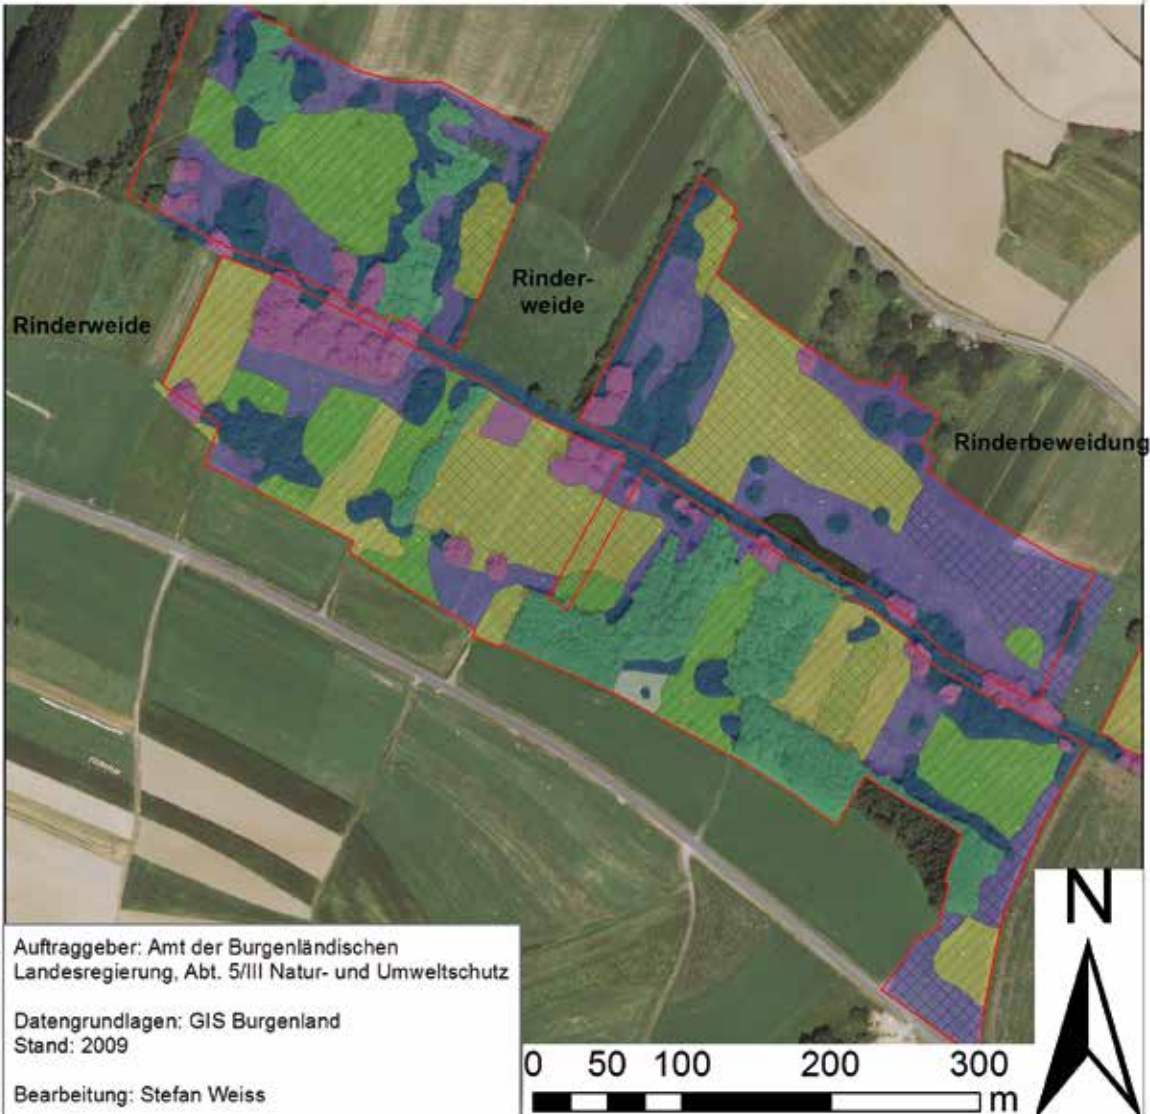 Rinder-
weide
Rinderweide
Rinderbeweidung
Auftraggeber: Amt der Burgenländischen
Landesregierung, Abt. 5/III Natur- und Umweltschutz
Datengrundlagen: GIS Burgenland
Stand: 2009
Bearbeitung: Stefan Weiss
N
0 50 100 200 300
m